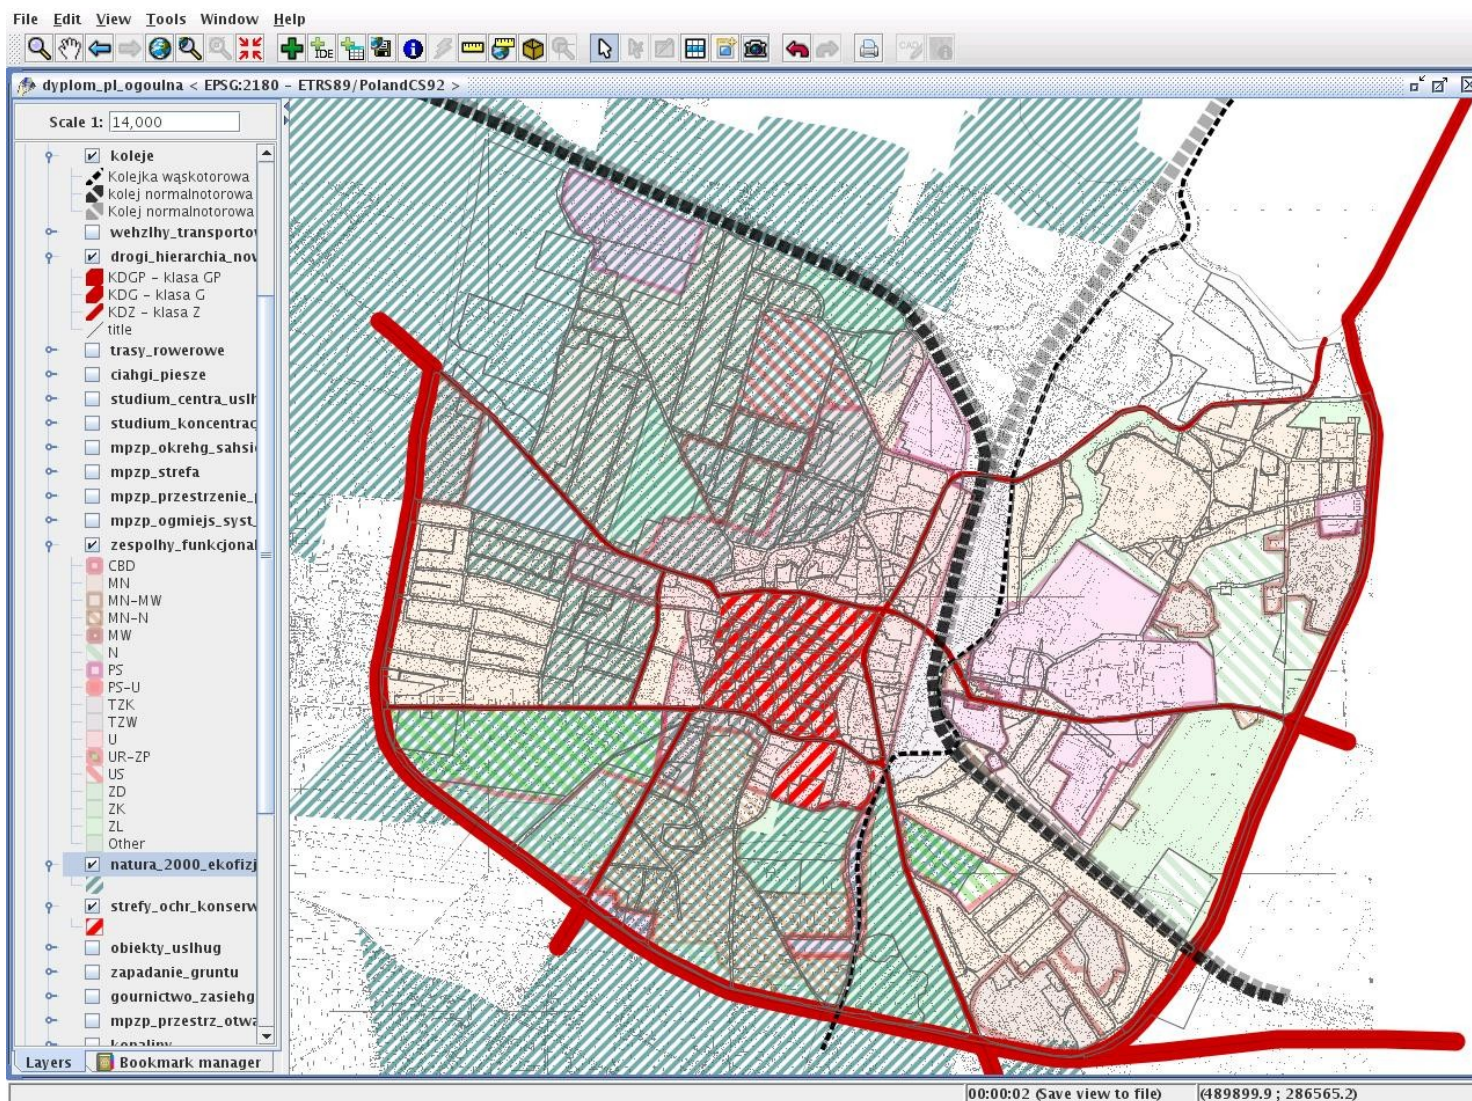 File Edit View Tools Window Help
IDE
CAD
dyplom_pl_ogoulna < EPSG:2180 - ETRS89/PolandCS92 >
Scale 1: 14,000
koleje
Kolejka wąskotorowa
kolej normalnotorowa
Kolej normalnotorowa
wehzlhy_transporto
drogi_hierarchia_nov
KDGP - klasa GP
KDG - klasa G
KDZ - klasa Z
title
trasy_rowerowe
ciahgi_piesze
studium_centra_uslh
studium_koncentrac
mpzp_okrehg_sahsi
mpzp_strefa
mpzp_przestrzenie_
mpzp_ogmiejs_syst_
zespolhy_funkcjonal
CBD
MN
MN-MW
MN-N
MW
N
PS
PS-U
TZK
TZW
U
UR-ZP
US
ZD
ZK
ZL
Other
natura_2000_ekofizj
strefy_ochr_konserw
obiekty_uslhug
zapadanie_gruntu
gournictwo_zasiehg
mpzp_przestrz_otwa
kopaliny
Layers Bookmark manager
00:00:02 (Save view to file) (489899.9 ; 286565.2)